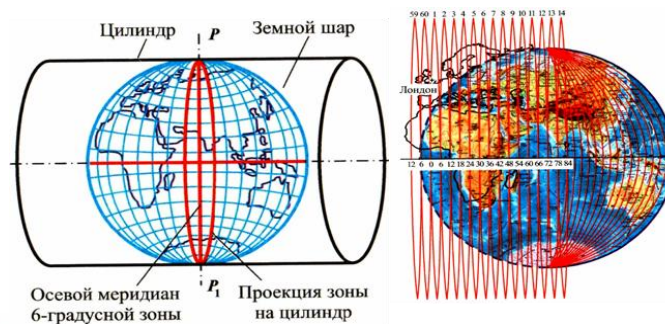 Цилиндр
P
Земной шар
Осевой меридиан
6-градусной зоны
P₁
Проекция зоны
на цилиндр
59 60 1 2 3 4 5 6 7 8 9 10 11 12 13 14
Лондон
12 6 0 6 12 18 24 30 36 42 48 54 60 66 72 78 84